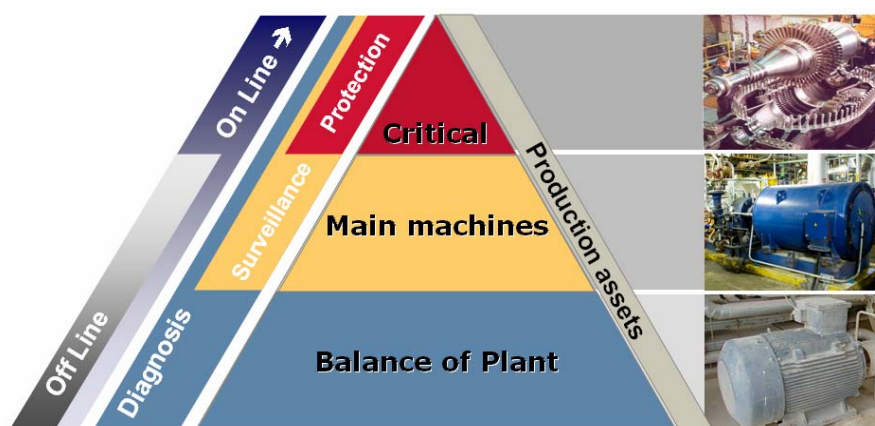 On Line
Protection
Critical
Production assets
Surveillance
Main machines
Off Line
Diagnosis
Balance of Plant